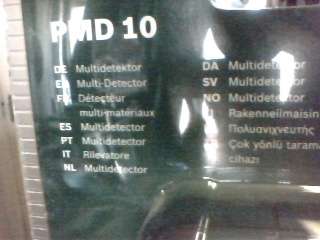 PMD 10
DE Multidetektor
EN Multi-Detector
FR Détecteur
multi-matériaux
ES Multidetector
PT Multidetector
IT Rilevatore
NL Multidetector
DA Multidetektor
SV Multidetektor
NO Multidetektor
FI Rakenneilmaisin
Πολυανιχνευτής
Çok yönlü tarama
cihazı